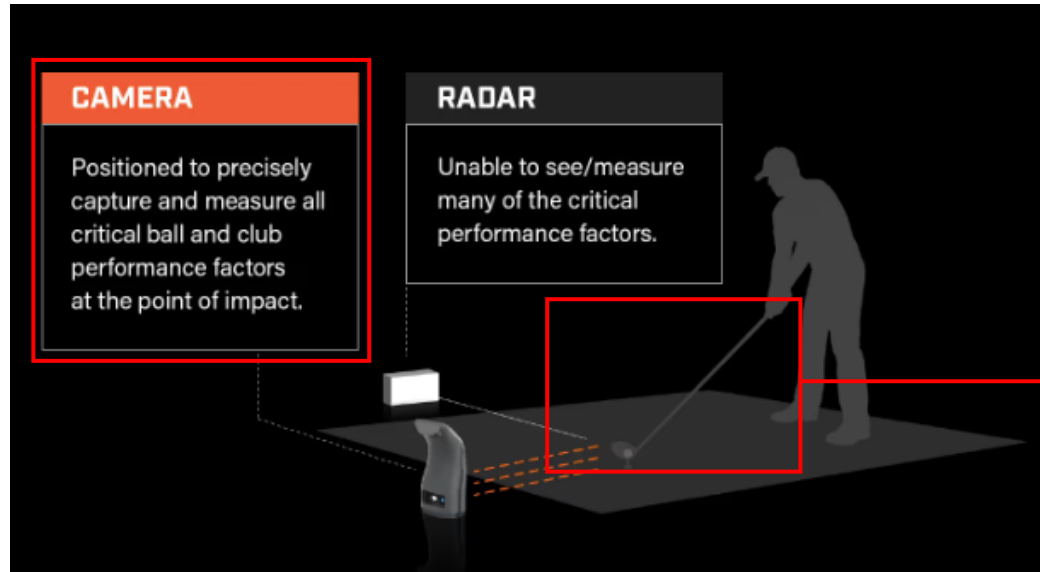 CAMERA
Positioned to precisely
capture and measure all
critical ball and club
performance factors
at the point of impact.
RADAR
Unable to see/measure
many of the critical
performance factors.